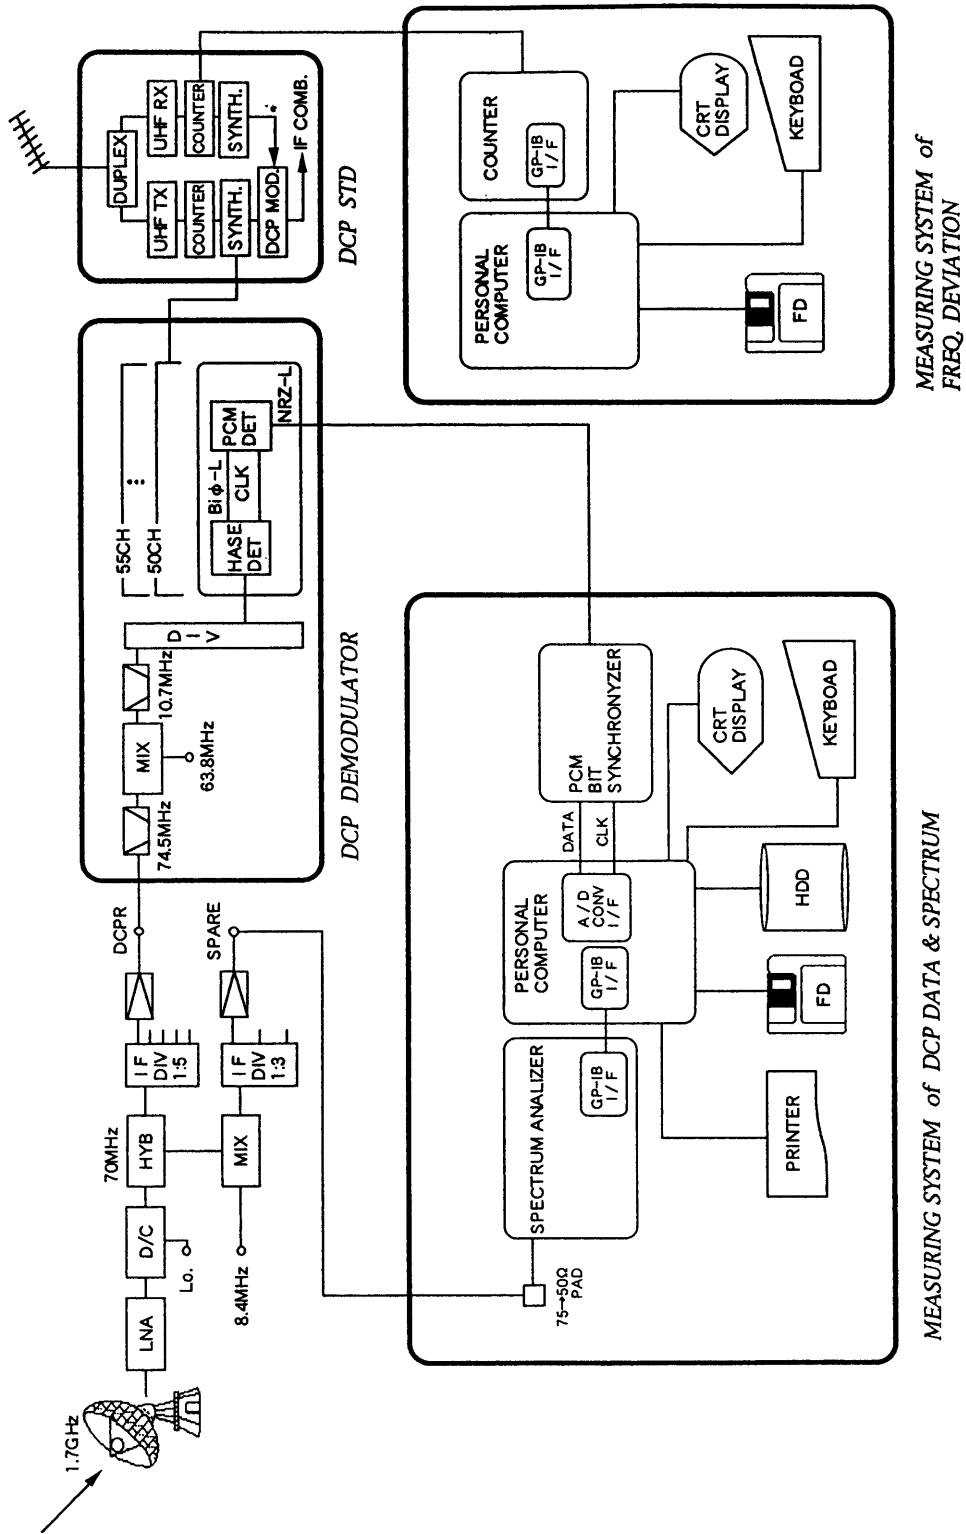 1.7GHz
LNA
D/C
Lo.
70MHz
HYB
I F
DIV
1:5
DCPR
8.4MHz
MIX
I F
DIV
1:3
SPARE
74.5MHz
MIX
63.8MHz
10.7MHz
D
I
V
55CH
50CH
HASE
DET
Biφ-L
CLK
PCM
DET
NRZ-L
DCP DEMODULATOR
DUPLEX
UHF TX
UHF RX
COUNTER
COUNTER
SYNTH.
SYNTH.
DCP MOD.
IF COMB.
DCP STD
75→50Ω
PAD
SPECTRUM ANALIZER
GP-IB
I/F
PERSONAL
COMPUTER
GP-IB
I/F
A/D
CONV
I/F
DATA
CLK
PCM
BIT
SYNCHRONYZER
PRINTER
FD
HDD
CRT
DISPLAY
KEYBOAD
MEASURING SYSTEM of DCP DATA & SPECTRUM
PERSONAL
COMPUTER
GP-IB
I/F
COUNTER
GP-IB
I/F
FD
CRT
DISPLAY
KEYBOAD
MEASURING SYSTEM of
FREQ, DEVIATION